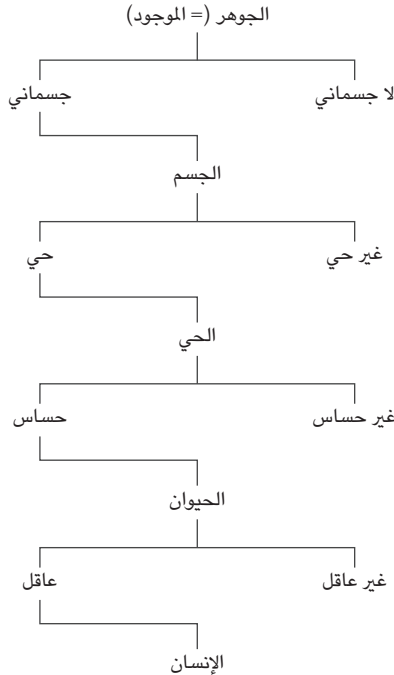 الجوهر (= الموجود)
لا جسماني جسماني
الجسم
غير حي حي
الحي
غير حساس حساس
الحيوان
غير عاقل عاقل
الإنسان